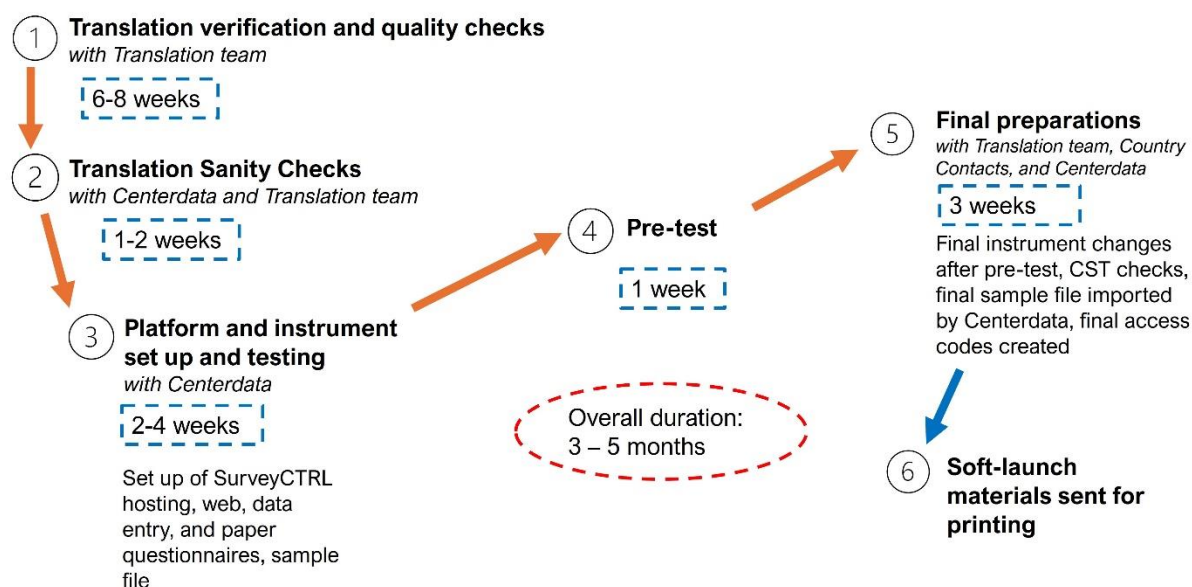 1
Translation verification and quality checks
with Translation team
6-8 weeks
2
Translation Sanity Checks
with Centerdata and Translation team
1-2 weeks
3
Platform and instrument
set up and testing
with Centerdata
2-4 weeks
Set up of SurveyCTRL
hosting, web, data
entry, and paper
questionnaires, sample
file
4
Pre-test
1 week
Overall duration:
3 – 5 months
5
Final preparations
with Translation team, Country
Contacts, and Centerdata
3 weeks
Final instrument changes
after pre-test, CST checks,
final sample file imported
by Centerdata, final access
codes created
6
Soft-launch
materials sent for
printing